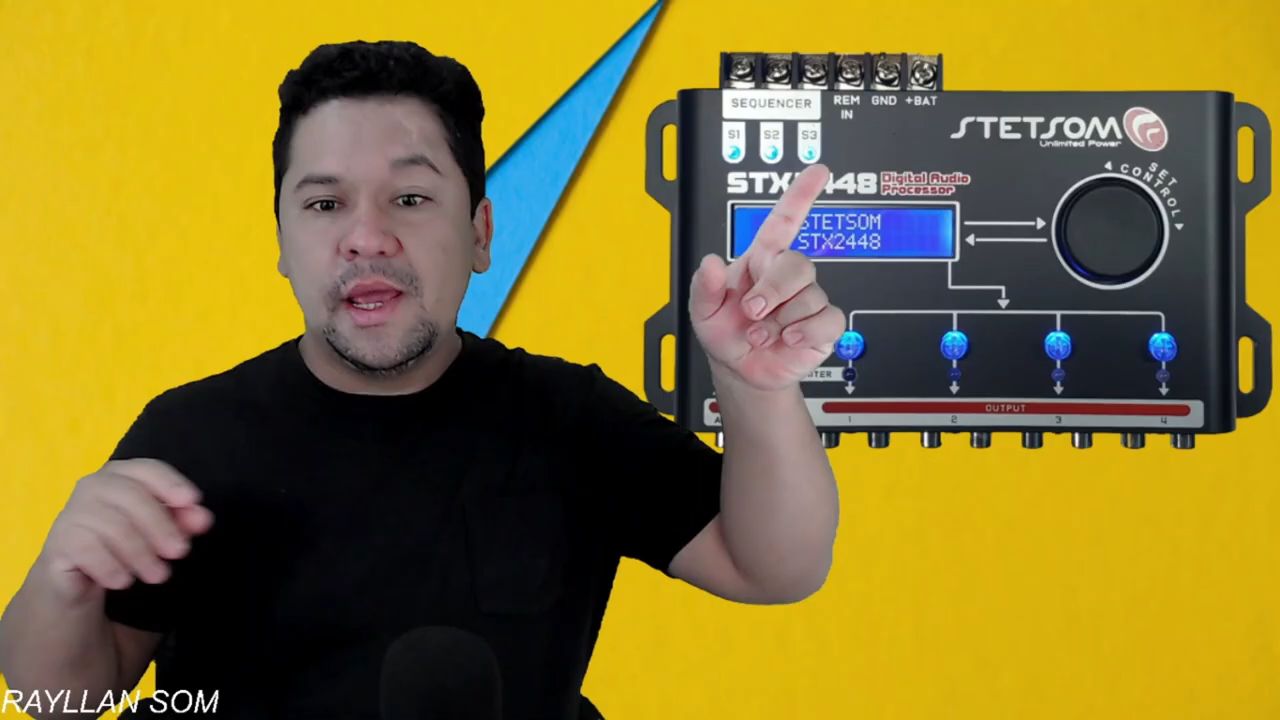 SEQUENCER
REM IN
GND
+BAT
S1
S2
S3
STETSOM
Unlimited Power
SET CONTROL
Digital Audio
Processor
STETSOM
STX2448
OUTPUT
1
2
3
4
RAYLLAN SOM